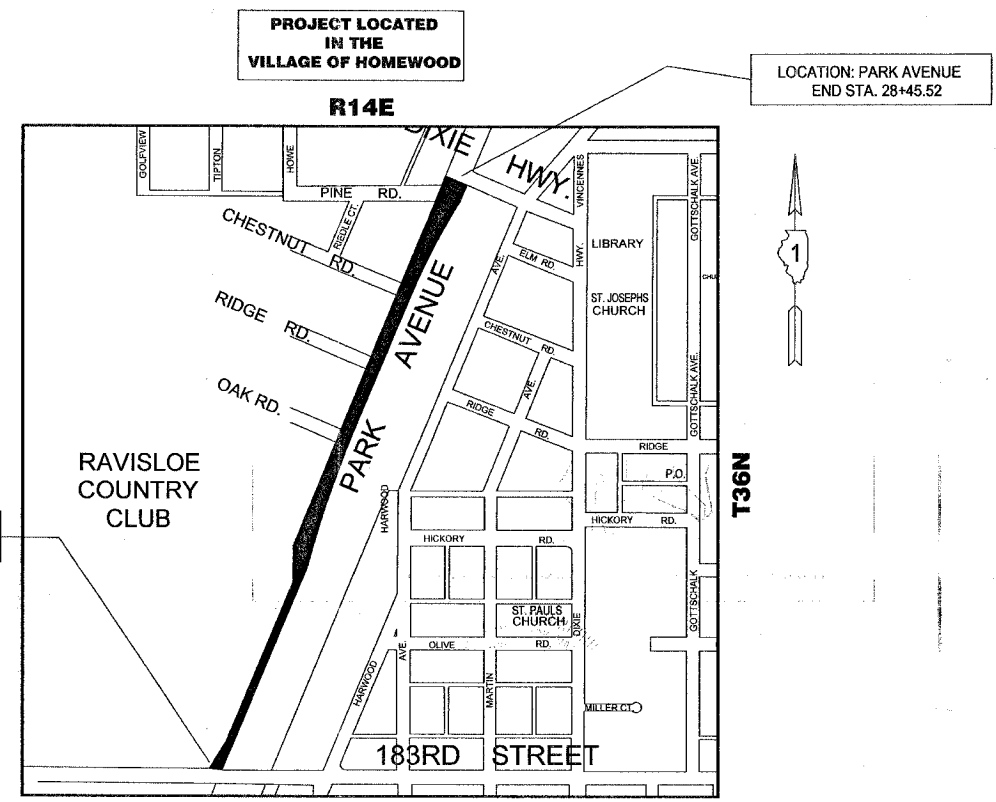 PROJECT LOCATED
IN THE
VILLAGE OF HOMEWOOD
LOCATION: PARK AVENUE
END STA. 28+45.52
R14E
DIXIE
HWY.
GOLFVIEW
TIPTON
HOWE
PINE RD.
RIEDLE CT.
CHESTNUT
RD.
RIDGE
RD.
OAK RD.
PARK AVENUE
RAVISLOE
COUNTRY
CLUB
VINCENNES
HWY.
ELM RD.
AVE.
CHESTNUT
RD.
AVE.
RIDGE
RD.
LIBRARY
ST. JOSEPHS
CHURCH
GOTTSCHALK AVE.
CHU
GOTTSCHALK AVE.
1
T36N
RIDGE
P.O.
HICKORY RD.
HARWOOD
HICKORY RD.
ST. PAULS
CHURCH
DIXIE
GOTTSCHALK
AVE.
OLIVE RD.
HARWOOD
MARTIN
MILLER CT.
183RD STREET